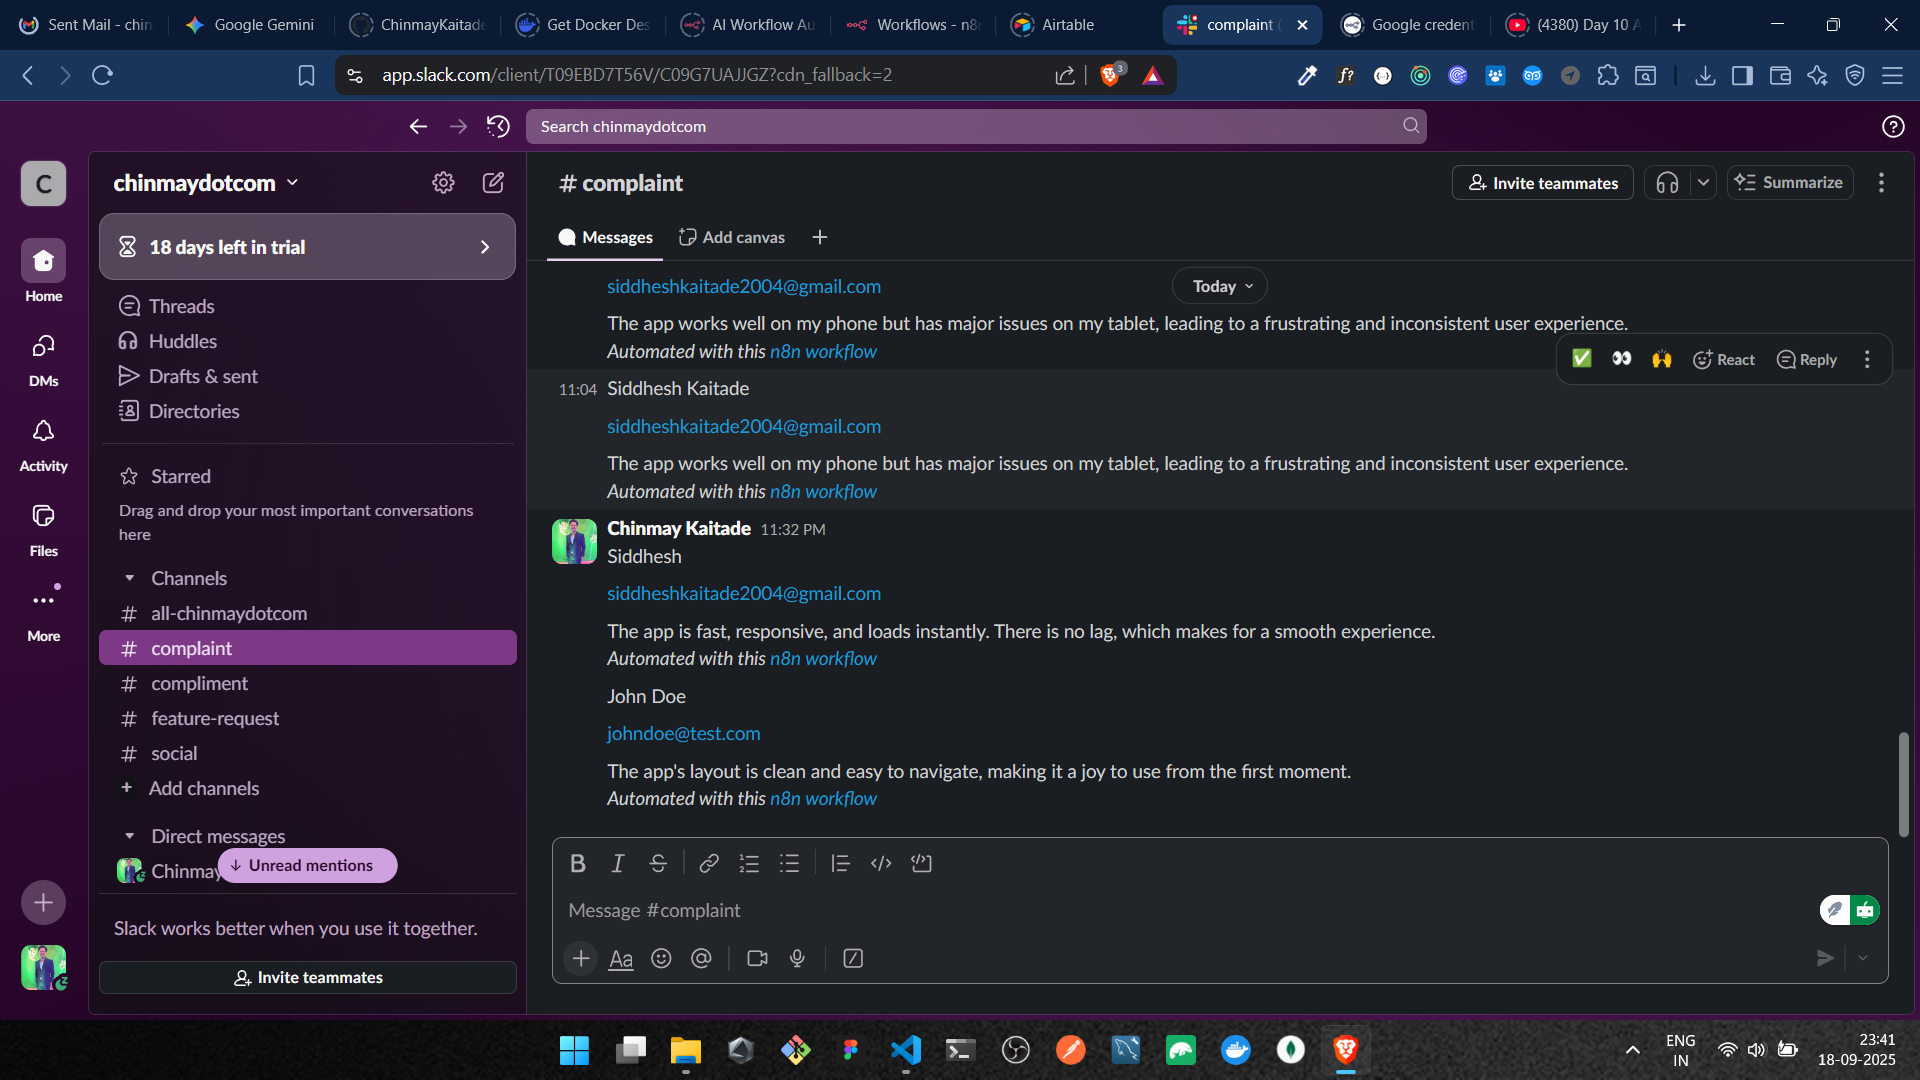 Sent Mail - chin
Google Gemini
ChinmayKaitade
Get Docker Des
AI Workflow Au
Workflows - n8n
Airtable
complaint (
Google credent
(4380) Day 10 A
app.slack.com/client/T09EBD7T56V/C09G7UAJJGZ?cdn_fallback=2
3
f?
Search chinmaydotcom
C
chinmaydotcom
18 days left in trial
Home
DMs
Activity
Files
More
Threads
Huddles
Drafts & sent
Directories
Starred
Drag and drop your most important conversations
here
Channels
# all-chinmaydotcom
# complaint
# compliment
# feature-request
# social
+ Add channels
Direct messages
Chinmay
Unread mentions
Slack works better when you use it together.
Invite teammates
# complaint
Invite teammates
Summarize
Messages
Add canvas
Today
siddheshkaitade2004@gmail.com
The app works well on my phone but has major issues on my tablet, leading to a frustrating and inconsistent user experience.
Automated with this n8n workflow
React
Reply
11:04 Siddhesh Kaitade
siddheshkaitade2004@gmail.com
The app works well on my phone but has major issues on my tablet, leading to a frustrating and inconsistent user experience.
Automated with this n8n workflow
Chinmay Kaitade 11:32 PM
Siddhesh
siddheshkaitade2004@gmail.com
The app is fast, responsive, and loads instantly. There is no lag, which makes for a smooth experience.
Automated with this n8n workflow
John Doe
johndoe@test.com
The app's layout is clean and easy to navigate, making it a joy to use from the first moment.
Automated with this n8n workflow
B I S
Message #complaint
Aa
ENG
IN
23:41
18-09-2025